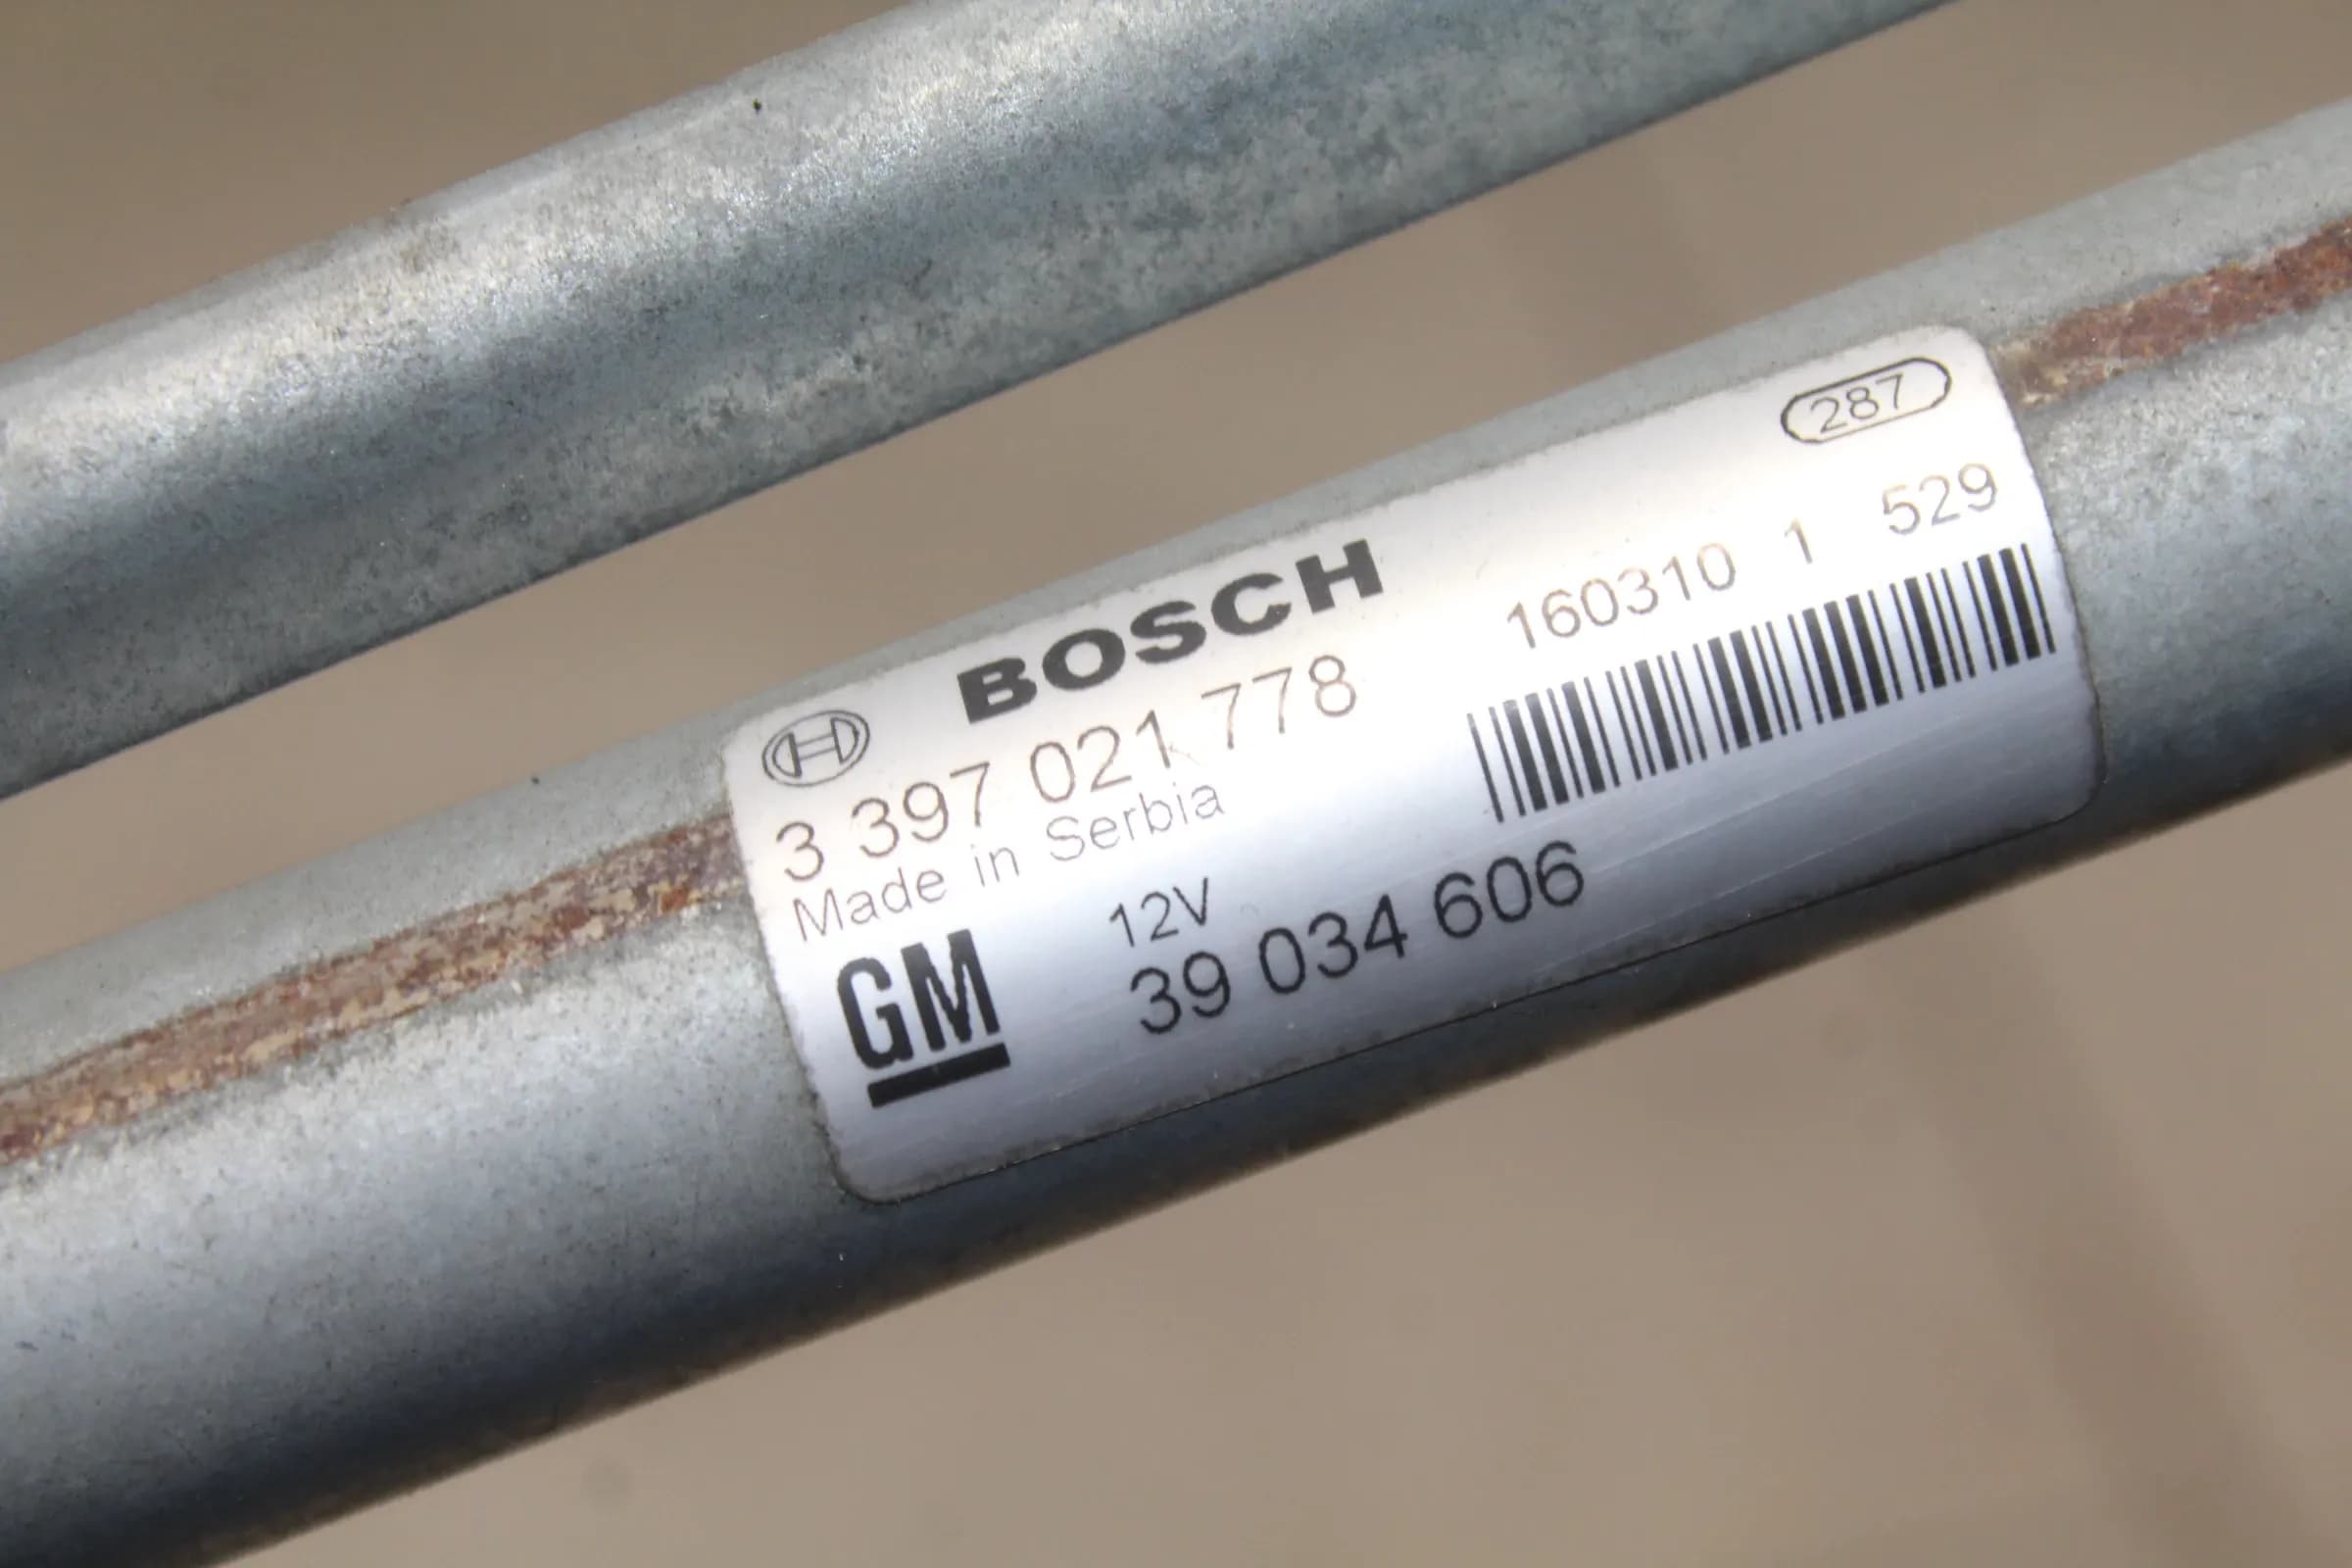 287
BOSCH
160310 1 529
3 397 021 778
Made in Serbia
12V
GM
39 034 606